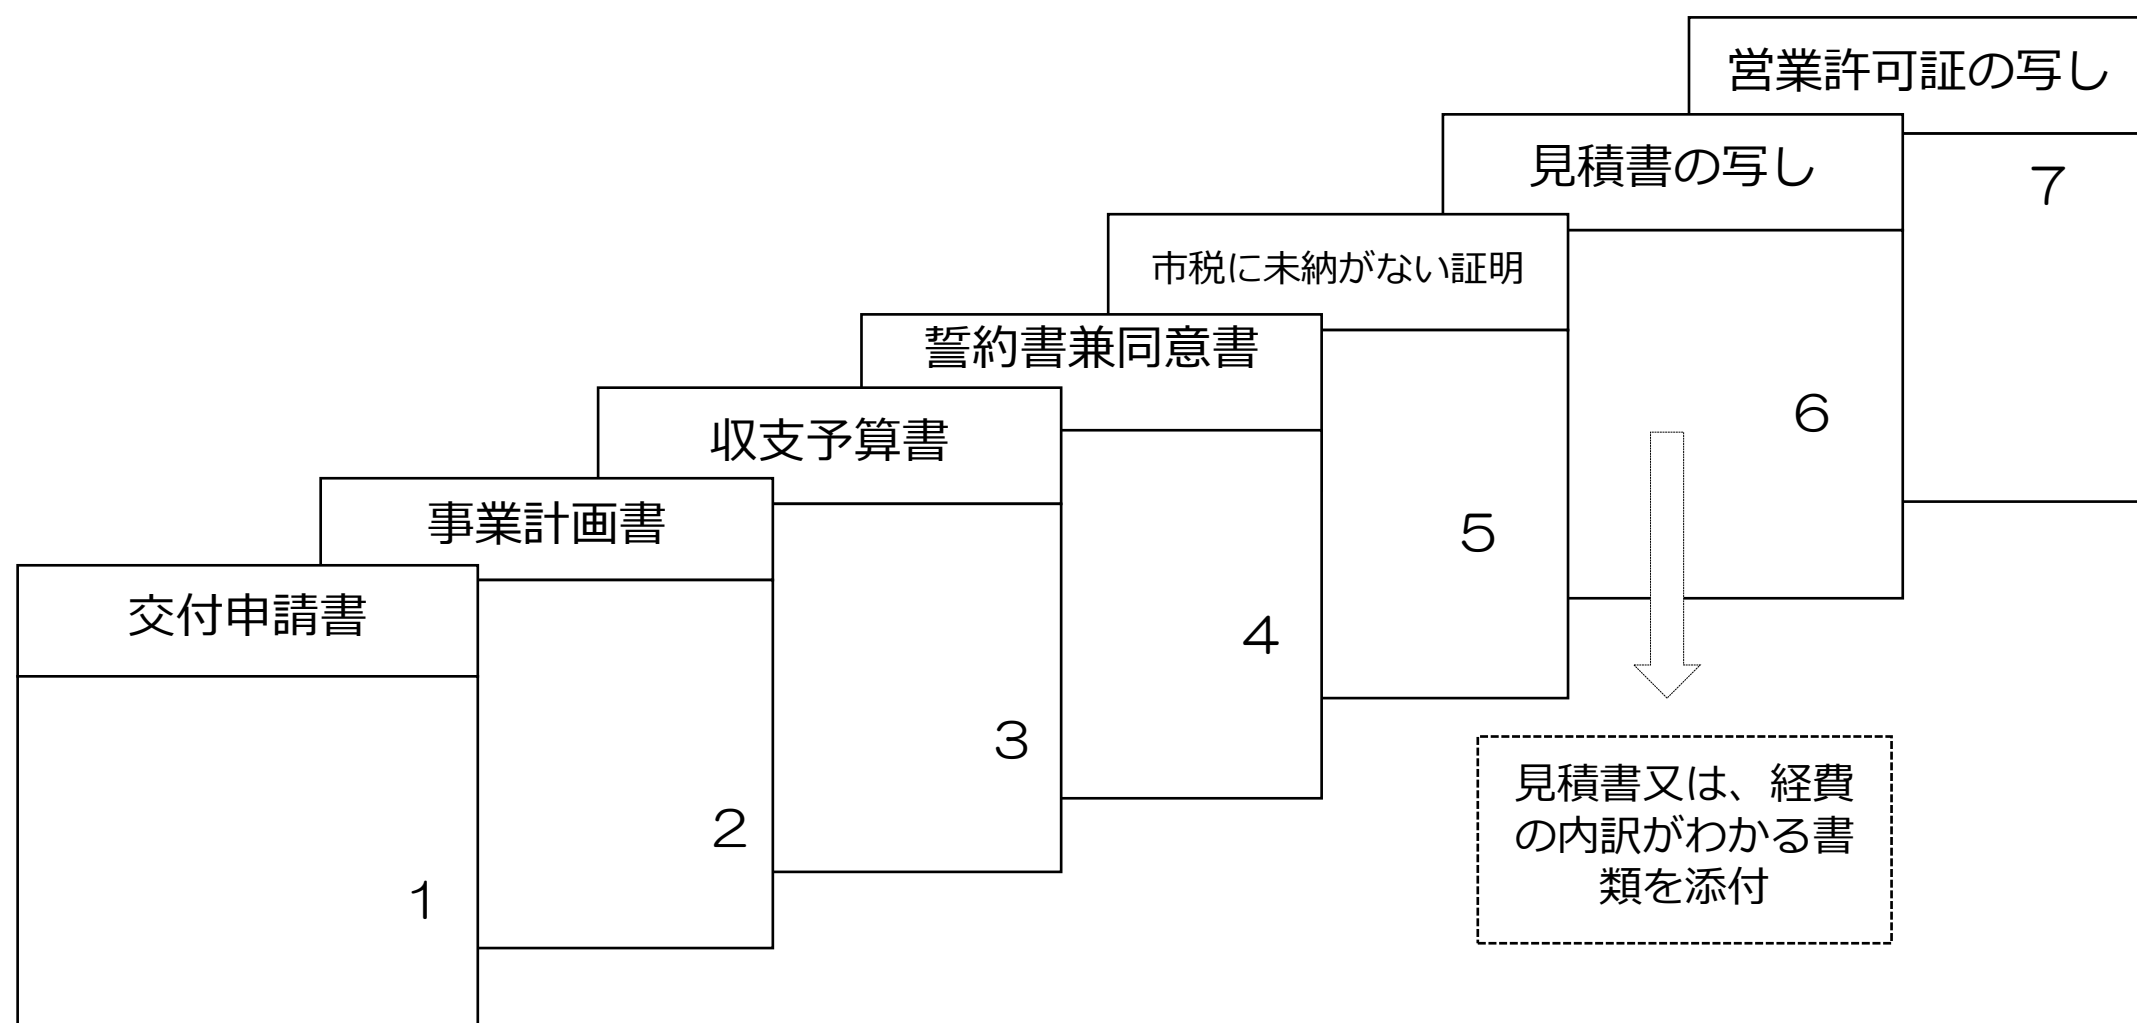 営業許可証の写し
7
見積書の写し
6
市税に未納がない証明
5
誓約書兼同意書
4
収支予算書
3
事業計画書
2
交付申請書
1
見積書又は、経費
の内訳がわかる書
類を添付